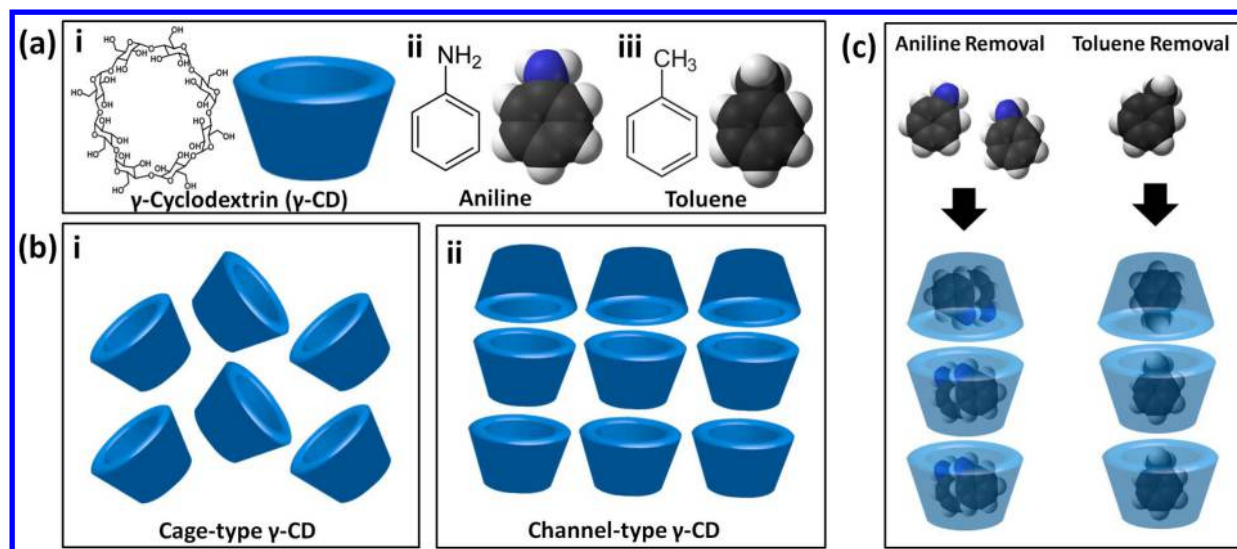 (a)
i
γ-Cyclodextrin (γ-CD)
ii
NH₂
Aniline
iii
CH₃
Toluene
(b)
i
Cage-type γ-CD
ii
Channel-type γ-CD
(c)
Aniline Removal
Toluene Removal